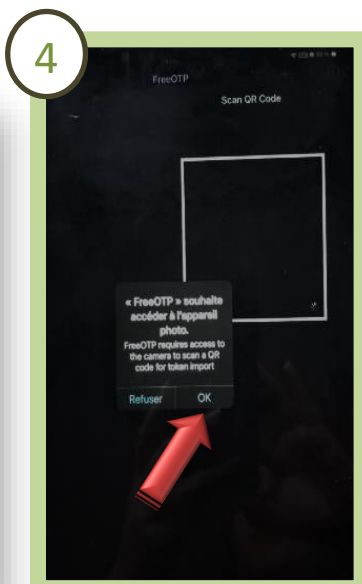 4
FreeOTP
Scan QR Code
« FreeOTP » souhaite
accéder à l'appareil
photo.
FreeOTP requires access to
the camera to scan a QR
code for token import
Refuser
OK